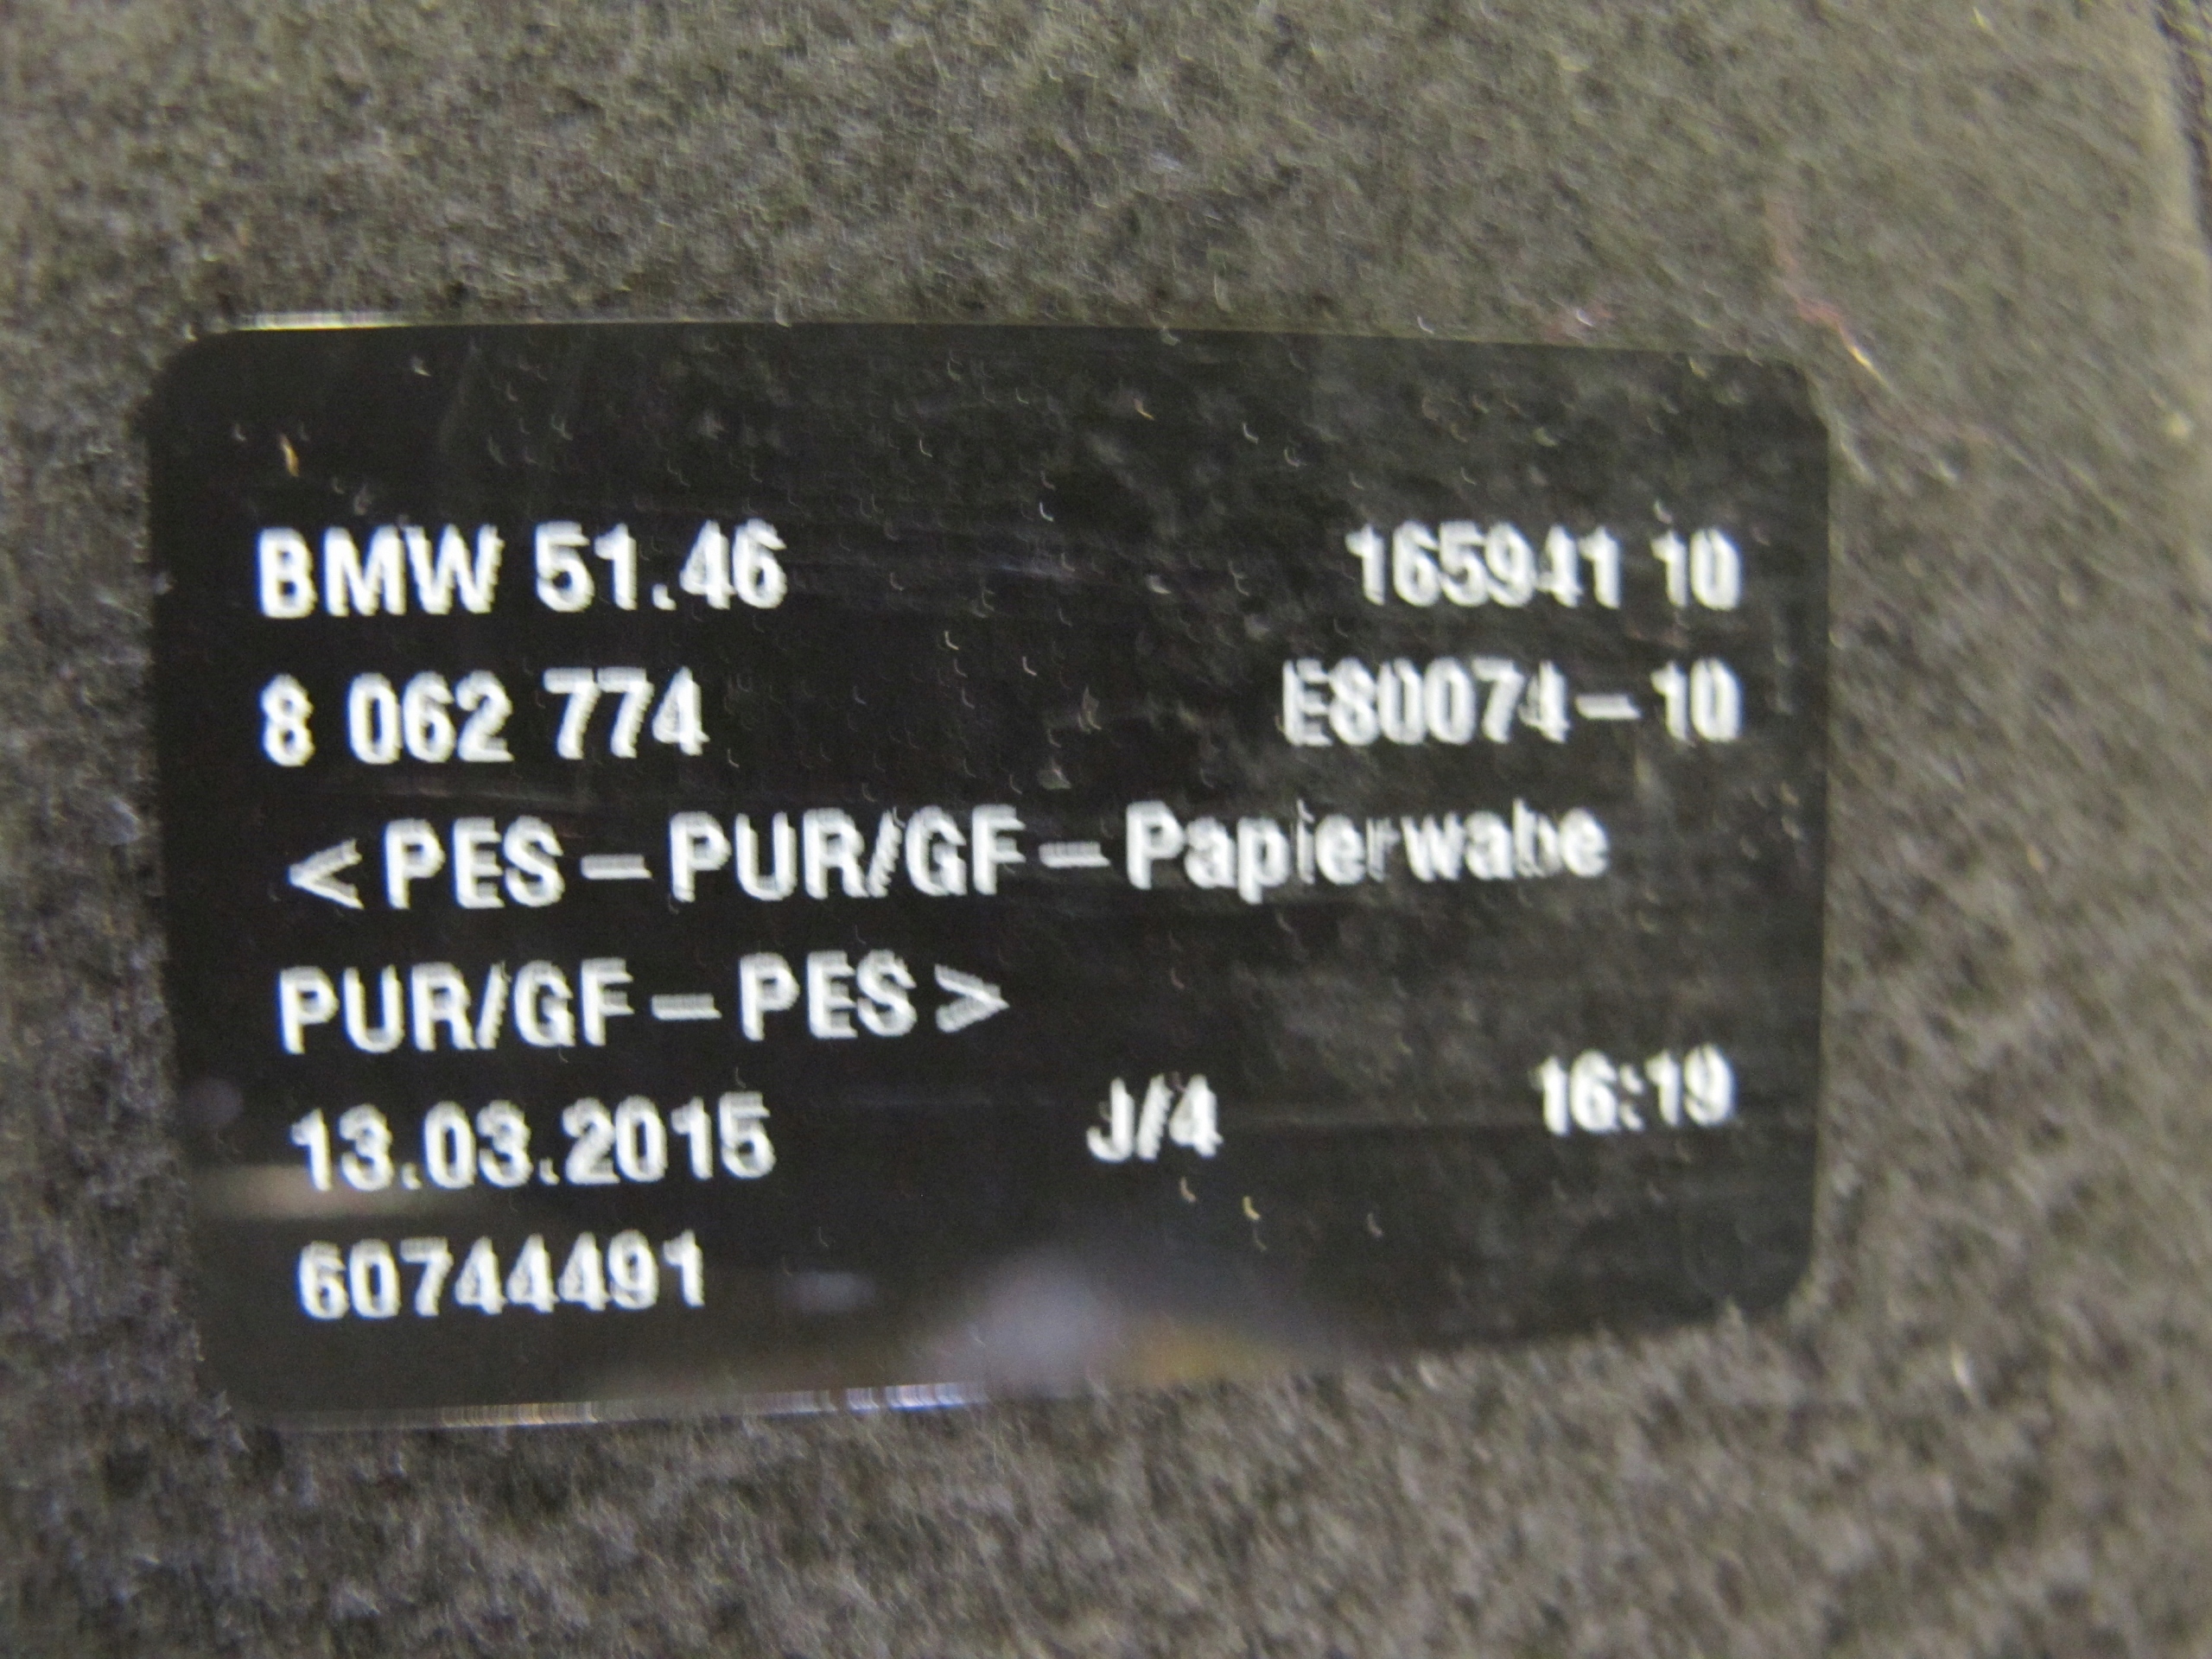 BMW 51.46 165941 10
8 062 774 E80074-10
<PES-PUR/GF-Papierwabe
PUR/GF-PES>
13.03.2015 J/4 16:19
60744491